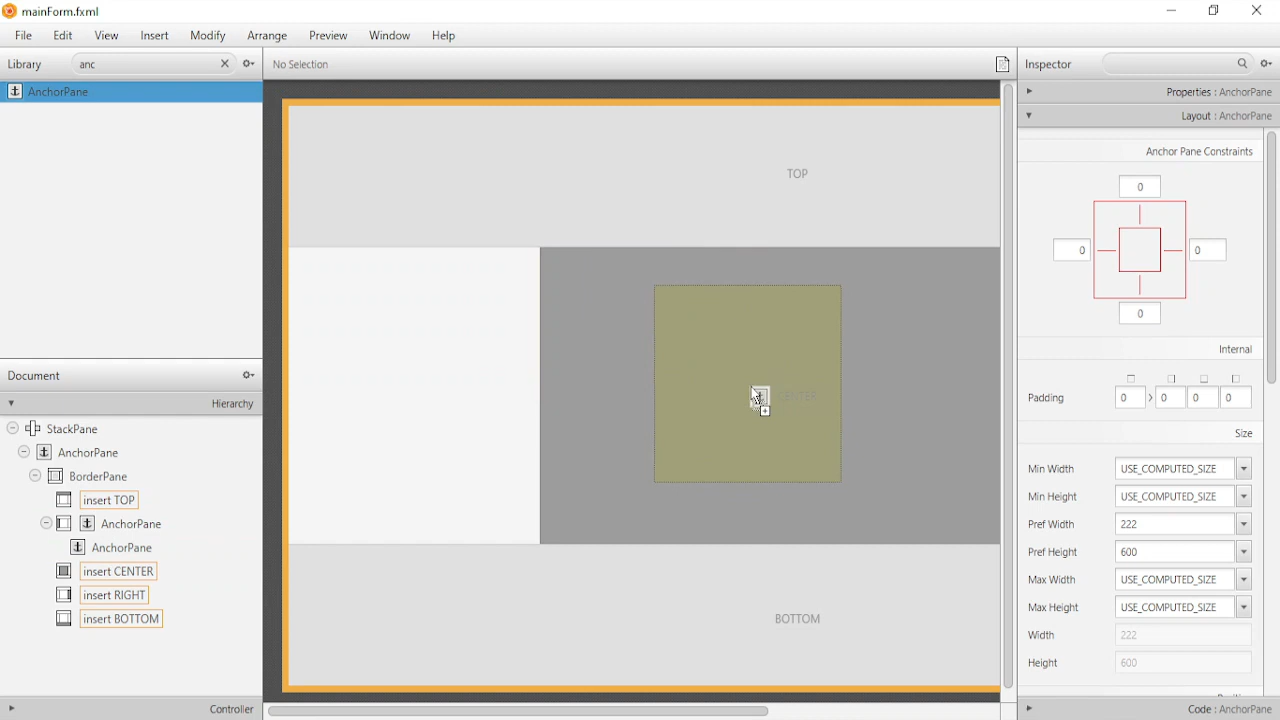 mainForm.fxml
File Edit View Insert Modify Arrange Preview Window Help
Library anc
AnchorPane
Document
Hierarchy
StackPane
AnchorPane
BorderPane
insert TOP
AnchorPane
AnchorPane
insert CENTER
insert RIGHT
insert BOTTOM
Controller
No Selection
TOP
CENTER
BOTTOM
Inspector
Properties : AnchorPane
Layout : AnchorPane
Anchor Pane Constraints
0
0 0
0
Internal
Padding 0 0 0 0
Size
Min Width USE_COMPUTED_SIZE
Min Height USE_COMPUTED_SIZE
Pref Width 222
Pref Height 600
Max Width USE_COMPUTED_SIZE
Max Height USE_COMPUTED_SIZE
Width 222
Height 600
Code : AnchorPane